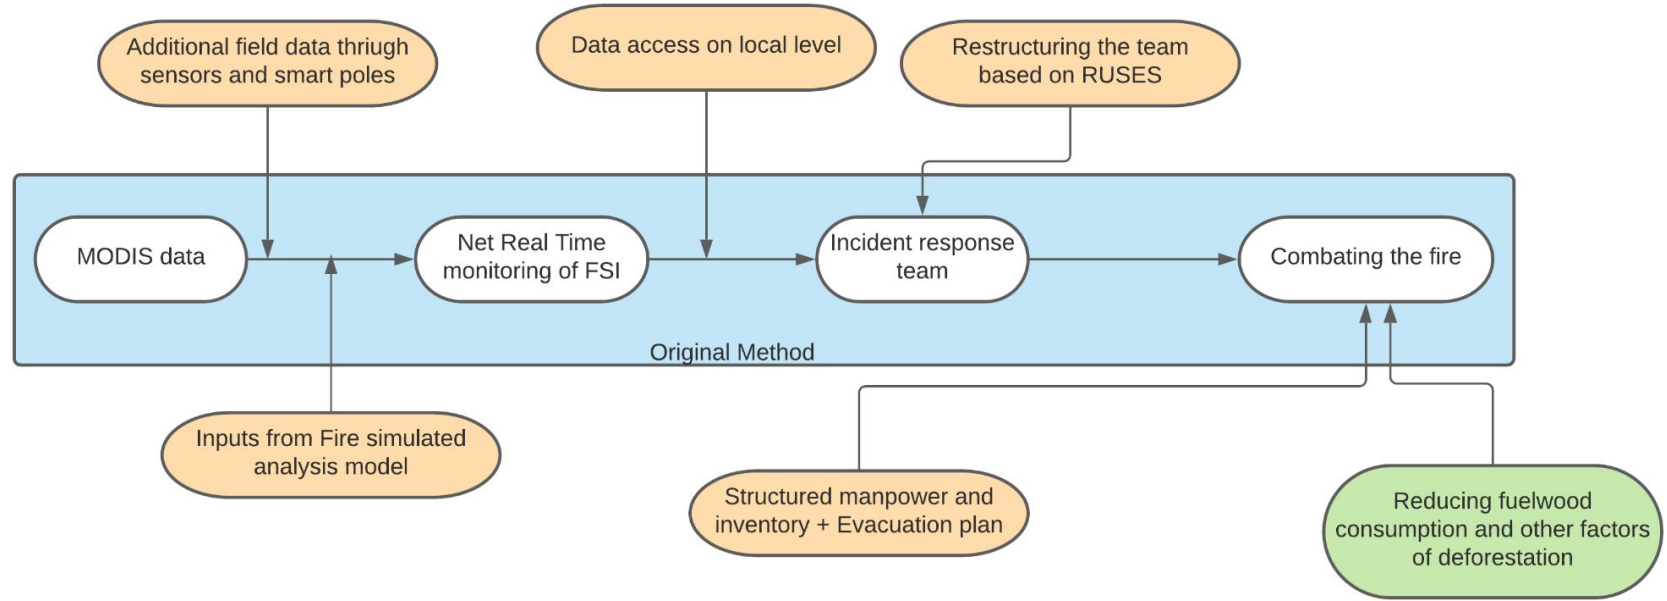 Additional field data thriugh
sensors and smart poles
Data access on local level
Restructuring the team
based on RUSES
MODIS data
Net Real Time
monitoring of FSI
Incident response
team
Combating the fire
Original Method
Inputs from Fire simulated
analysis model
Structured manpower and
inventory + Evacuation plan
Reducing fuelwood
consumption and other factors
of deforestation